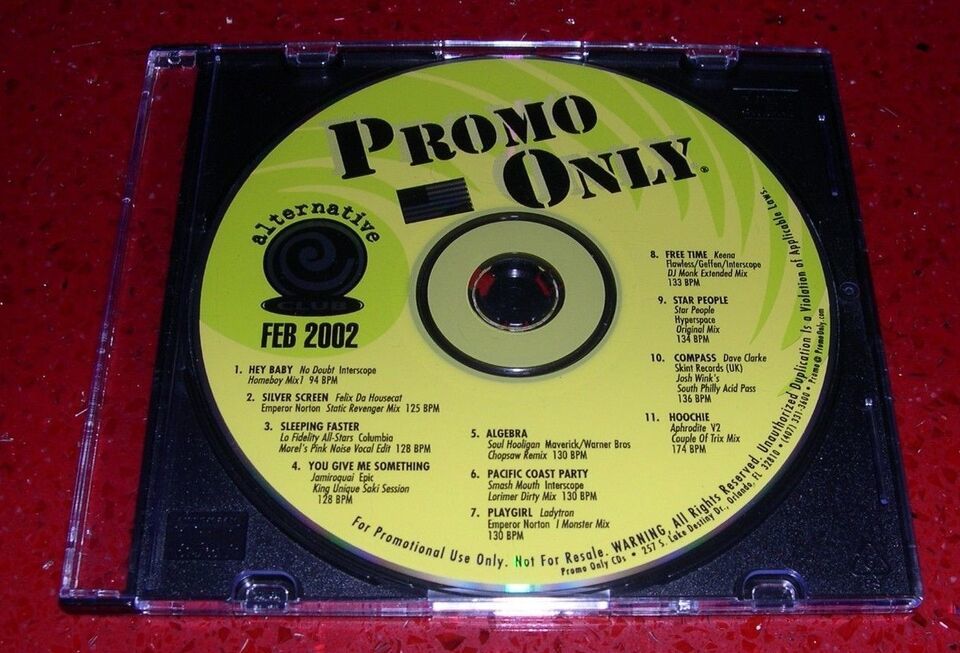 PROMO
ONLY®
alternative
CLUB
FEB 2002
1. HEY BABY No Doubt Interscope
Homeboy Mix1 94 BPM
2. SILVER SCREEN Felix Da Housecat
Emperor Norton Static Revenger Mix 125 BPM
3. SLEEPING FASTER
Lo Fidelity All-Stars Columbia
Morel's Pink Noise Vocal Edit 128 BPM
4. YOU GIVE ME SOMETHING
Jamiroquai Epic
King Unique Saki Session
128 BPM
5. ALGEBRA
Soul Hooligan Maverick/Warner Bros
Chopsaw Remix 130 BPM
6. PACIFIC COAST PARTY
Smash Mouth Interscope
Lorimer Dirty Mix 130 BPM
7. PLAYGIRL Ladytron
Emperor Norton I Monster Mix
130 BPM
8. FREE TIME Keena
Flawless/Geffen/Interscope
DJ Monk Extended Mix
133 BPM
9. STAR PEOPLE
Star People
Hyperspace
Original Mix
134 BPM
10. COMPASS Dave Clarke
Skint Records (UK)
Josh Wink's
South Philly Acid Pass
136 BPM
11. HOOCHIE
Aphrodite V2
Couple Of Trix Mix
174 BPM
For Promotional Use Only. Not For Resale. WARNING, All Rights Reserved. Unauthorized Duplication Is a Violation of Applicable Laws.
Promo Only CDs • 257 S. Lake Destiny Dr., Orlando, FL 32810 • (407) 331-3600 • Promo@PromoOnly.com